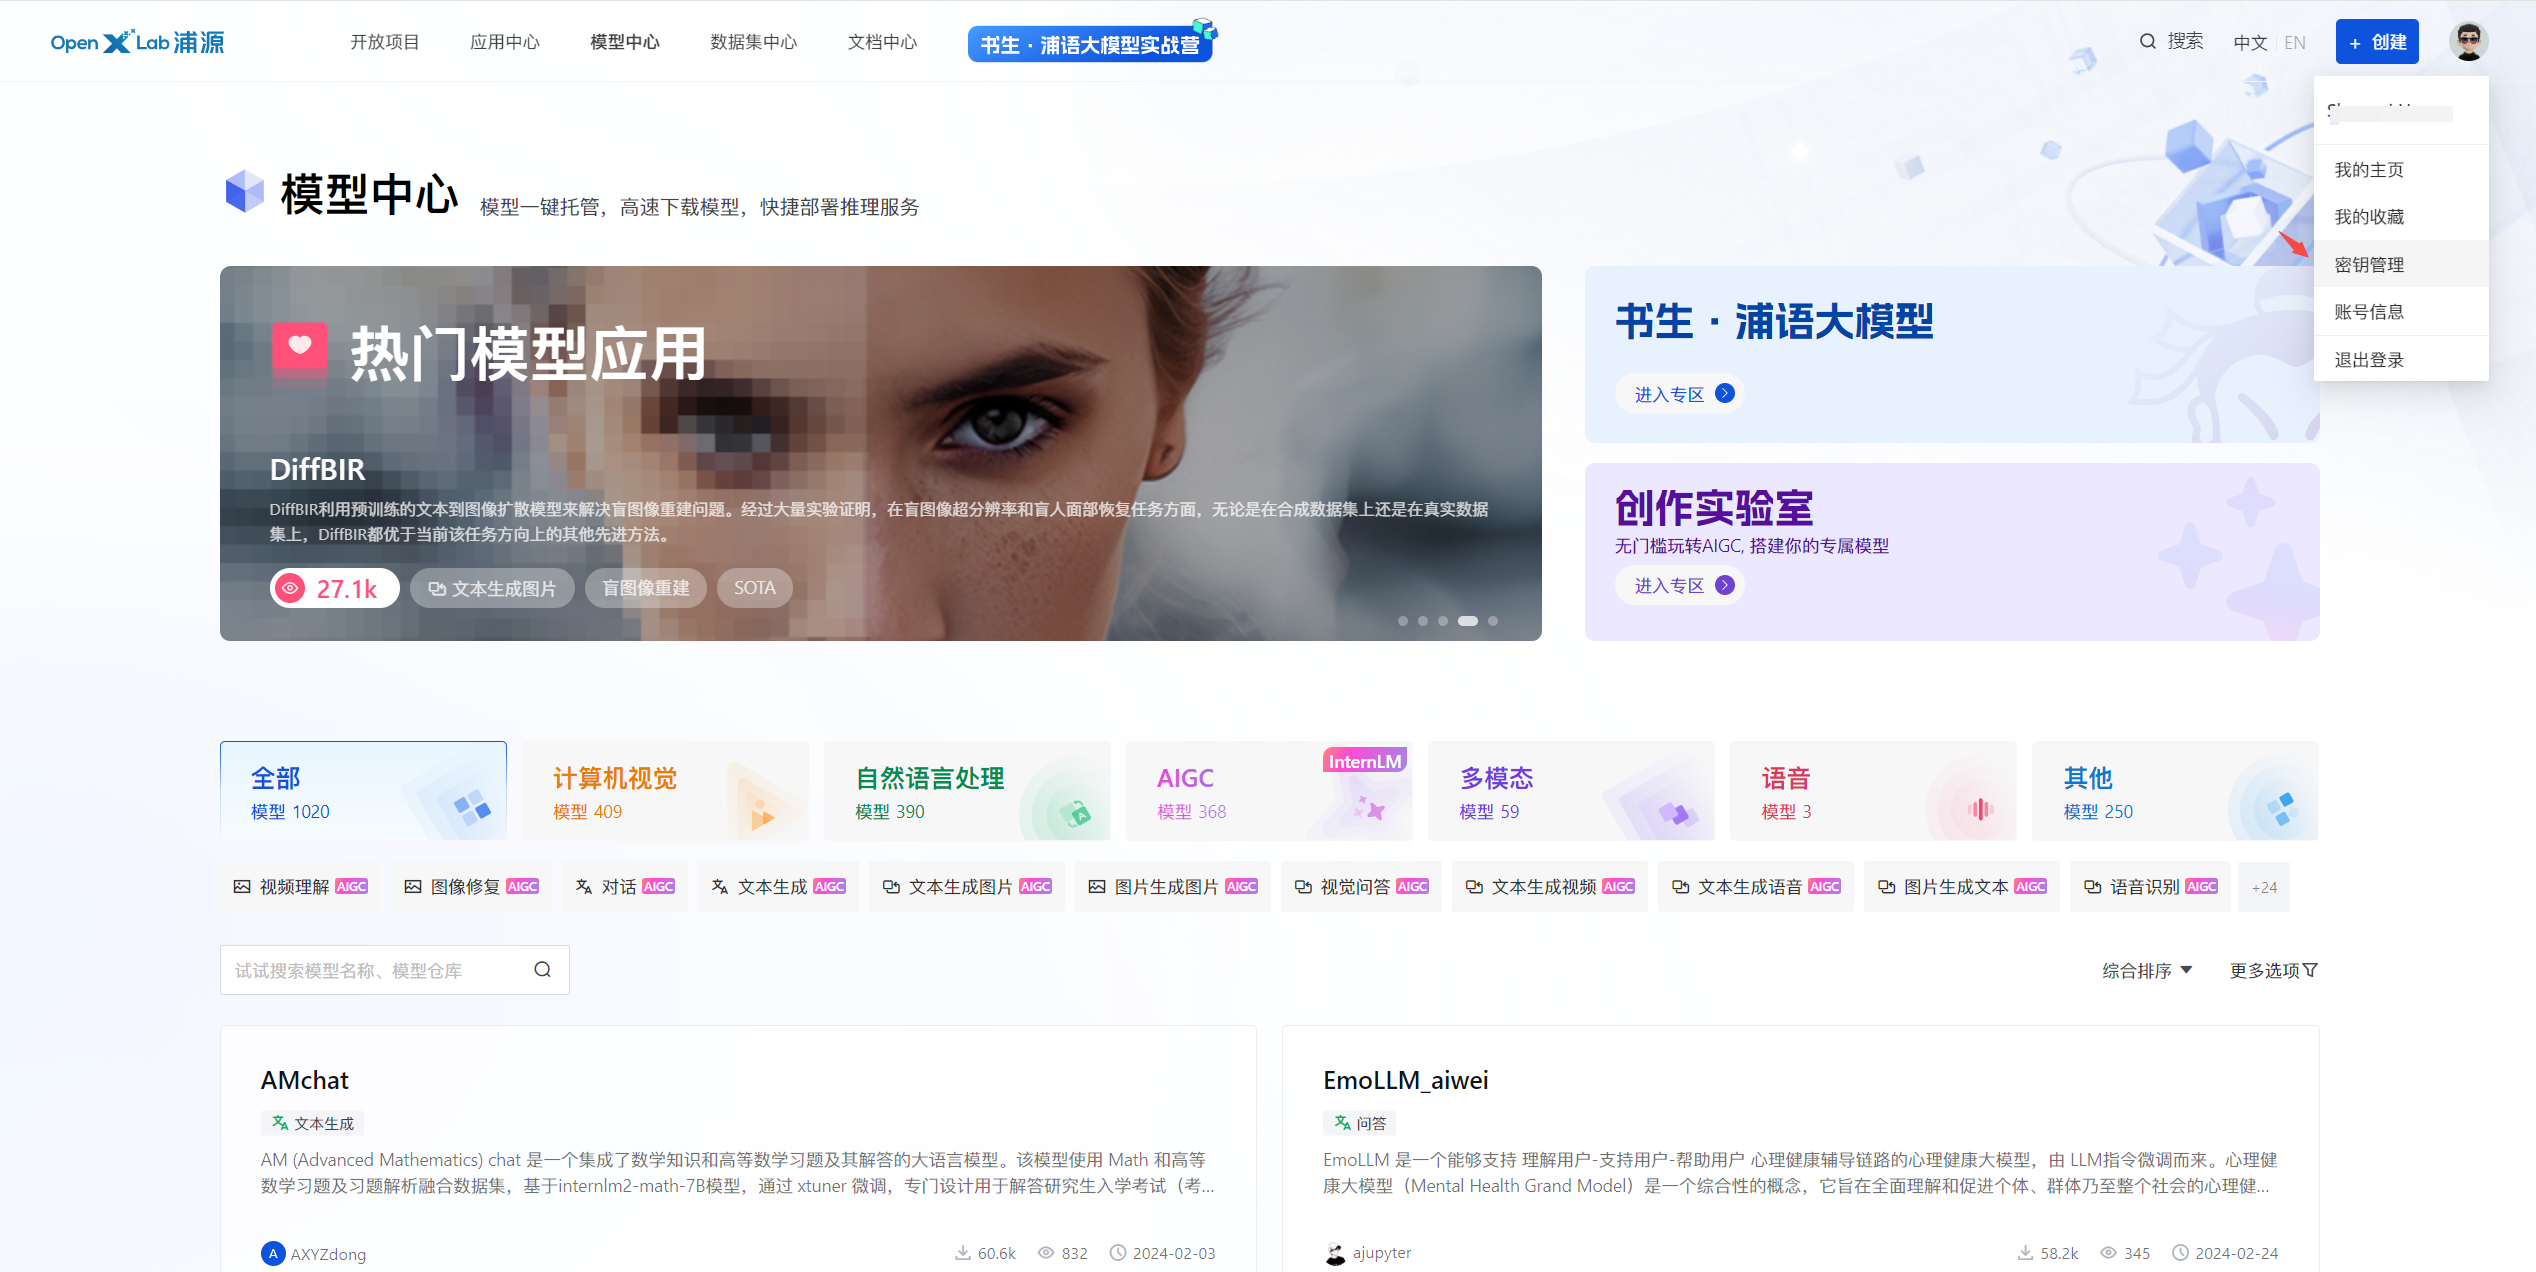 OpenXLab浦源
开放项目
应用中心
模型中心
数据集中心
文档中心
书生·浦语大模型实战营
搜索
中文 EN
+ 创建
我的主页
我的收藏
密钥管理
账号信息
退出登录
模型中心
模型一键托管，高速下载模型，快捷部署推理服务
热门模型应用
DiffBIR
DiffBIR利用预训练的文本到图像扩散模型来解决盲图像重建问题。经过大量实验证明，在盲图像超分辨率和盲人面部恢复任务方面，无论是在合成数据集上还是在真实数据
集上，DiffBIR都优于当前该任务方向上的其他先进方法。
27.1k
文本生成图片
盲图像重建
SOTA
书生·浦语大模型
进入专区
创作实验室
无门槛玩转AIGC, 搭建你的专属模型
进入专区
全部
模型 1020
计算机视觉
模型 409
自然语言处理
模型 390
InternLM
AIGC
模型 368
多模态
模型 59
语音
模型 3
其他
模型 250
视频理解 AIGC
图像修复 AIGC
对话 AIGC
文本生成 AIGC
文本生成图片 AIGC
图片生成图片 AIGC
视觉问答 AIGC
文本生成视频 AIGC
文本生成语音 AIGC
图片生成文本 AIGC
语音识别 AIGC
+24
试试搜索模型名称、模型仓库
综合排序
更多选项
AMchat
文本生成
AM (Advanced Mathematics) chat 是一个集成了数学知识和高等数学习题及其解答的大语言模型。该模型使用 Math 和高等
数学习题及习题解析融合数据集，基于internlm2-math-7B模型，通过 xtuner 微调，专门设计用于解答研究生入学考试（考...
A AXYZdong
60.6k
832
2024-02-03
EmoLLM_aiwei
问答
EmoLLM 是一个能够支持 理解用户-支持用户-帮助用户 心理健康辅导链路的心理健康大模型，由 LLM指令微调而来。心理健
康大模型（Mental Health Grand Model）是一个综合性的概念，它旨在全面理解和促进个体、群体乃至整个社会的心理健...
ajupyter
58.2k
345
2024-02-24